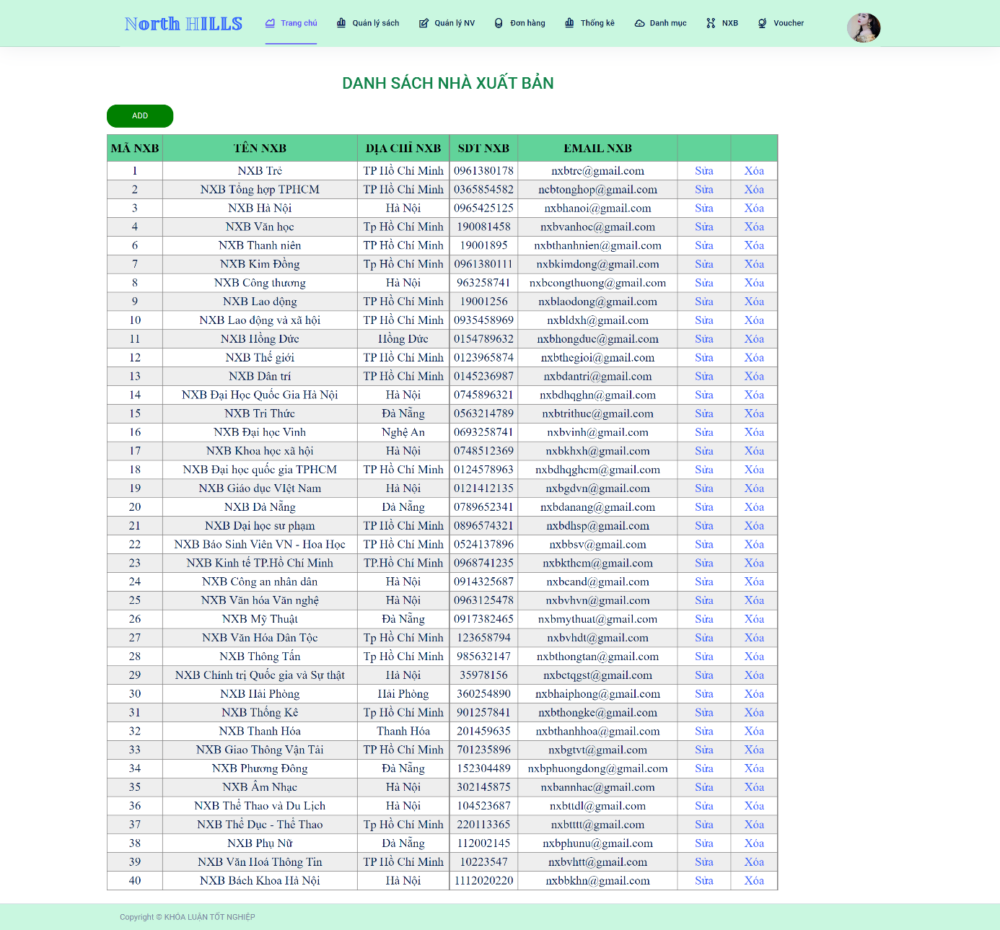 North HILLS Trang chủ Quản lý sách Quản lý NV Đơn hàng Thống kê Danh mục NXB Voucher
DANH SÁCH NHÀ XUẤT BẢN
ADD
MÃ NXB TÊN NXB ĐỊA CHỈ NXB SDT NXB EMAIL NXB
1 NXB Trẻ TP Hồ Chí Minh 0961380178 nxbtre@gmail.com Sửa Xóa
2 NXB Tổng hợp TPHCM TP Hồ Chí Minh 0365854582 ncbtonghop@gmail.com Sửa Xóa
3 NXB Hà Nội Hà Nội 0965425125 nxbhanoi@gmail.com Sửa Xóa
4 NXB Văn học Tp Hồ Chí Minh 190081458 nxbvanhoc@gmail.com Sửa Xóa
6 NXB Thanh niên TP Hồ Chí Minh 19001895 nxbthanhnien@gmail.com Sửa Xóa
7 NXB Kim Đồng Tp Hồ Chí Minh 0961380111 nxbkimdong@gmail.com Sửa Xóa
8 NXB Công thương Hà Nội 963258741 nxbcongthuong@gmail.com Sửa Xóa
9 NXB Lao động TP Hồ Chí Minh 19001256 nxblaodong@gmail.com Sửa Xóa
10 NXB Lao động và xã hội TP Hồ Chí Minh 0935458969 nxbldxh@gmail.com Sửa Xóa
11 NXB Hồng Đức Hồng Đức 0154789632 nxbhongduc@gmail.com Sửa Xóa
12 NXB Thế giới TP Hồ Chí Minh 0123965874 nxbthegioi@gmail.com Sửa Xóa
13 NXB Dân trí TP Hồ Chí Minh 0145236987 nxbdantri@gmail.com Sửa Xóa
14 NXB Đại Học Quốc Gia Hà Nội Hà Nội 0745896321 nxbdhqghn@gmail.com Sửa Xóa
15 NXB Tri Thức Đà Nẵng 0563214789 nxbtrithuc@gmail.com Sửa Xóa
16 NXB Đại học Vinh Nghệ An 0693258741 nxbvinh@gmail.com Sửa Xóa
17 NXB Khoa học xã hội Hà Nội 0748512369 nxbkhxh@gmail.com Sửa Xóa
18 NXB Đại học quốc gia TPHCM TP Hồ Chí Minh 0124578963 nxbdhqghcm@gmail.com Sửa Xóa
19 NXB Giáo dục VIệt Nam Hà Nội 0121412135 nxbgdvn@gmail.com Sửa Xóa
20 NXB Đà Nẵng Đà Nẵng 0789652341 nxbdanang@gmail.com Sửa Xóa
21 NXB Đại học sư phạm TP Hồ Chí Minh 0896574321 nxbdhsp@gmail.com Sửa Xóa
22 NXB Báo Sinh Viên VN - Hoa Học TP Hồ Chí Minh 0524137896 nxbbsv@gmail.com Sửa Xóa
23 NXB Kinh tế TP.Hồ Chí Minh TP.Hồ Chí Minh 0968741235 nxbkthcm@gmail.com Sửa Xóa
24 NXB Công an nhân dân Hà Nội 0914325687 nxbcand@gmail.com Sửa Xóa
25 NXB Văn hóa Văn nghệ Hà Nội 0963125478 nxbvhvn@gmail.com Sửa Xóa
26 NXB Mỹ Thuật Đà Nẵng 0917382465 nxbmythuat@gmail.com Sửa Xóa
27 NXB Văn Hóa Dân Tộc Tp Hồ Chí Minh 123658794 nxbvhdt@gmail.com Sửa Xóa
28 NXB Thông Tấn Tp Hồ Chí Minh 985632147 nxbthongtan@gmail.com Sửa Xóa
29 NXB Chính trị Quốc gia và Sự thật Hà Nội 35978156 nxbctqgst@gmail.com Sửa Xóa
30 NXB Hải Phòng Hải Phòng 360254890 nxbhaiphong@gmail.com Sửa Xóa
31 NXB Thống Kê Tp Hồ Chí Minh 901257841 nxbthongke@gmail.com Sửa Xóa
32 NXB Thanh Hóa Thanh Hóa 201459635 nxbthanhhoa@gmail.com Sửa Xóa
33 NXB Giao Thông Vận Tải TP Hồ Chí Minh 701235896 nxbgtvt@gmail.com Sửa Xóa
34 NXB Phương Đông Đà Nẵng 152304489 nxbphuongdong@gmail.com Sửa Xóa
35 NXB Âm Nhạc Hà Nội 302145875 nxbannhac@gmail.com Sửa Xóa
36 NXB Thể Thao và Du Lịch Hà Nội 104523687 nxbttdl@gmail.com Sửa Xóa
37 NXB Thể Dục - Thể Thao Tp Hồ Chí Minh 220113365 nxbtttt@gmail.com Sửa Xóa
38 NXB Phụ Nữ Đà Nẵng 112002145 nxbphunu@gmail.com Sửa Xóa
39 NXB Văn Hoá Thông Tin TP Hồ Chí Minh 10223547 nxbvhtt@gmail.com Sửa Xóa
40 NXB Bách Khoa Hà Nội Hà Nội 1112020220 nxbbkhn@gmail.com Sửa Xóa
Copyright © KHÓA LUẬN TỐT NGHIỆP